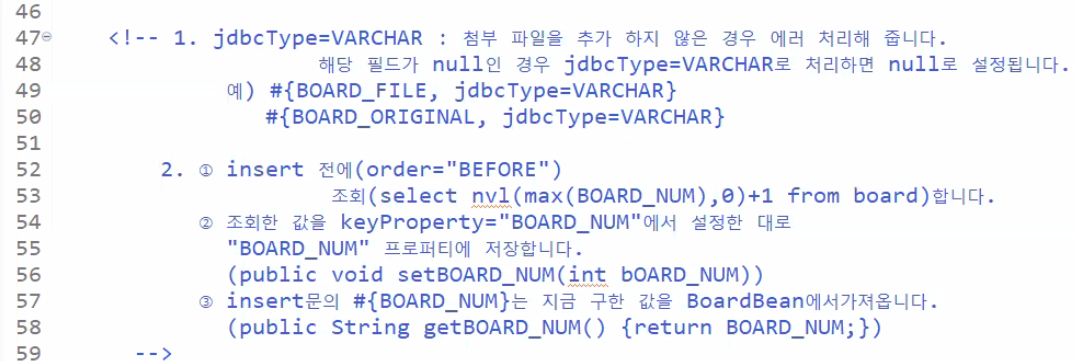 46
47 <!-- 1. jdbcType=VARCHAR : 첨부 파일을 추가 하지 않은 경우 에러 처리해 줍니다.
48 해당 필드가 null인 경우 jdbcType=VARCHAR로 처리하면 null로 설정됩니다.
49 예) #{BOARD_FILE, jdbcType=VARCHAR}
50 #{BOARD_ORIGINAL, jdbcType=VARCHAR}
51
52 2. ① insert 전에(order="BEFORE")
53 조회(select nvl(max(BOARD_NUM),0)+1 from board)합니다.
54 ② 조회한 값을 keyProperty="BOARD_NUM"에서 설정한 대로
55 "BOARD_NUM" 프로퍼티에 저장합니다.
56 (public void setBOARD_NUM(int bOARD_NUM))
57 ③ insert문의 #{BOARD_NUM}는 지금 구한 값을 BoardBean에서가져옵니다.
58 (public String getBOARD_NUM() {return BOARD_NUM;})
59 -->